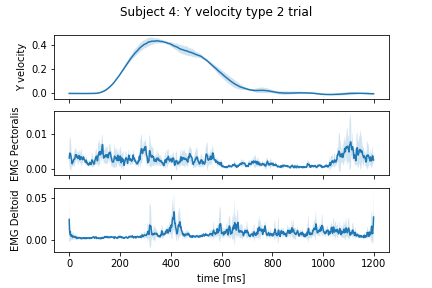 Subject 4: Y velocity type 2 trial
Y velocity
0.4
0.2
0.0
EMG Pectoralis
0.01
0.00
EMG Deltoid
0.05
0.00
0 200 400 600 800 1000 1200
time [ms]